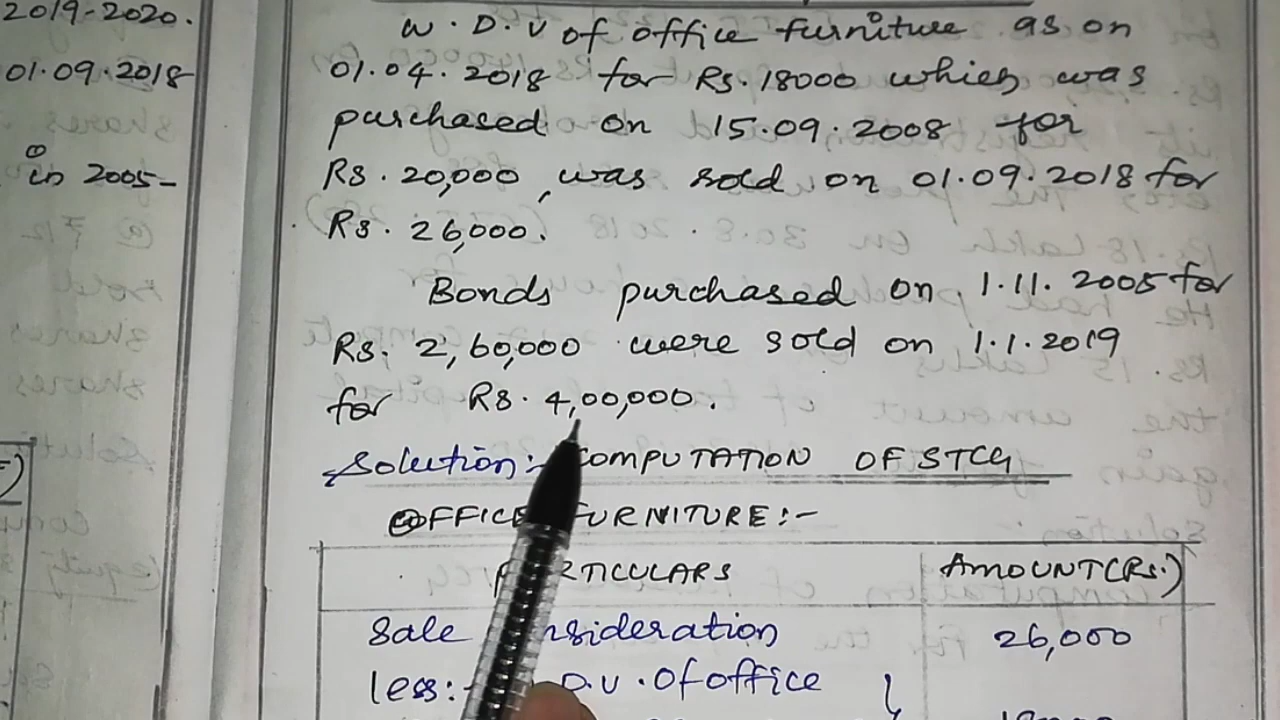 2019-2020.
01.09.2018
in 2005-
W.D.V of office furniture as on
01.04.2018 for Rs.18000 which was
purchased on 15.09.2008 for
Rs.20,000, was sold on 01.09.2018 for
Rs.26,000.
Bonds purchased on 1.11.2005 for
Rs. 2,60,000 were sold on 1.1.2019
for Rs. 4,00,000.
Solution:- COMPUTATION OF STCG
OFFICE FURNITURE:-
AMOUNT(Rs.)
Sale 26,000
less: D.V. Of office